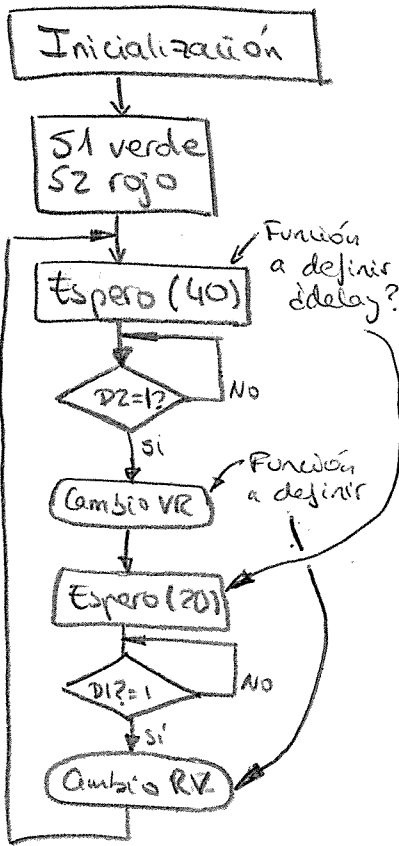 Inicialización
S1 verde
S2 rojo
Función
a definir
¿delay?
Espero (40)
D2=1?
No
Sí
Función
a definir
Cambio VR
Espero (20)
D1?=1
No
Sí
Cambio RV